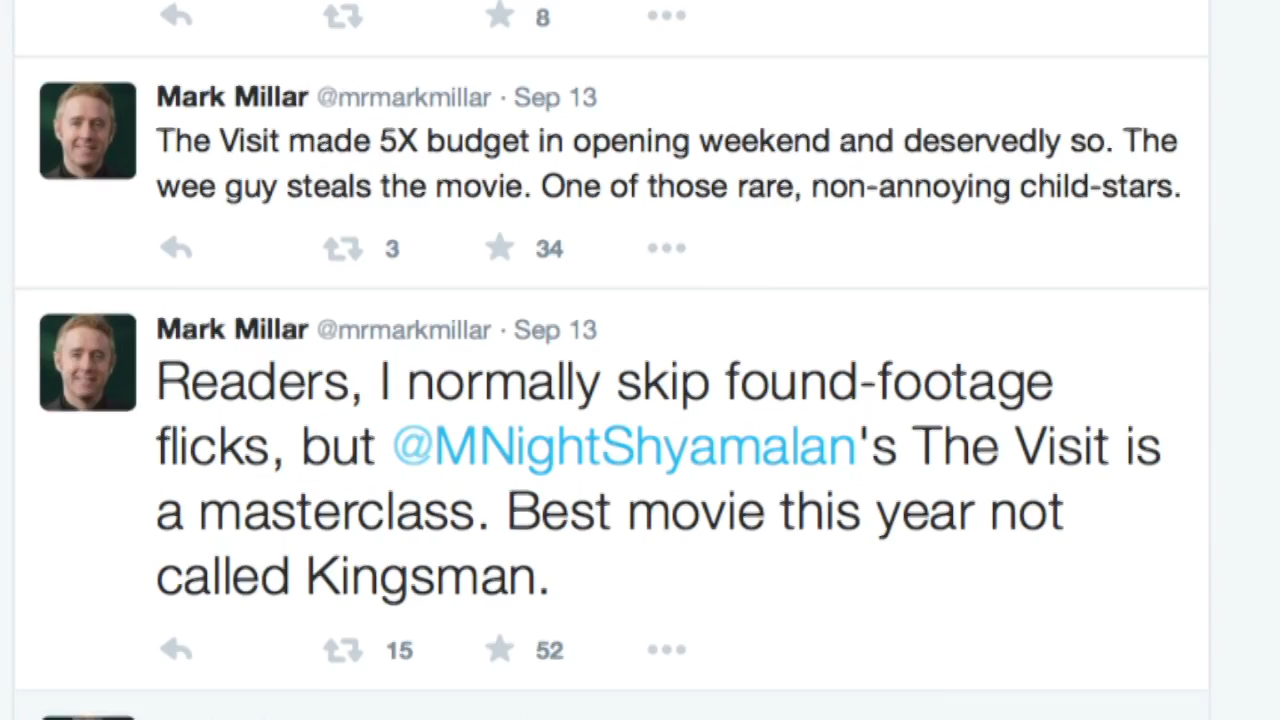 8
Mark Millar @mrmarkmillar · Sep 13
The Visit made 5X budget in opening weekend and deservedly so. The
wee guy steals the movie. One of those rare, non-annoying child-stars.
3 34
Mark Millar @mrmarkmillar · Sep 13
Readers, I normally skip found-footage
flicks, but @MNightShyamalan's The Visit is
a masterclass. Best movie this year not
called Kingsman.
15 52